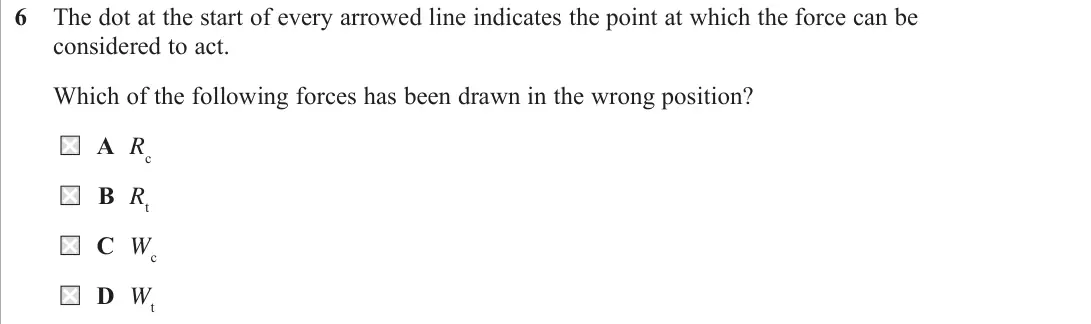 6 The dot at the start of every arrowed line indicates the point at which the force can be
considered to act.
Which of the following forces has been drawn in the wrong position?
A R_c
B R_t
C W_c
D W_t